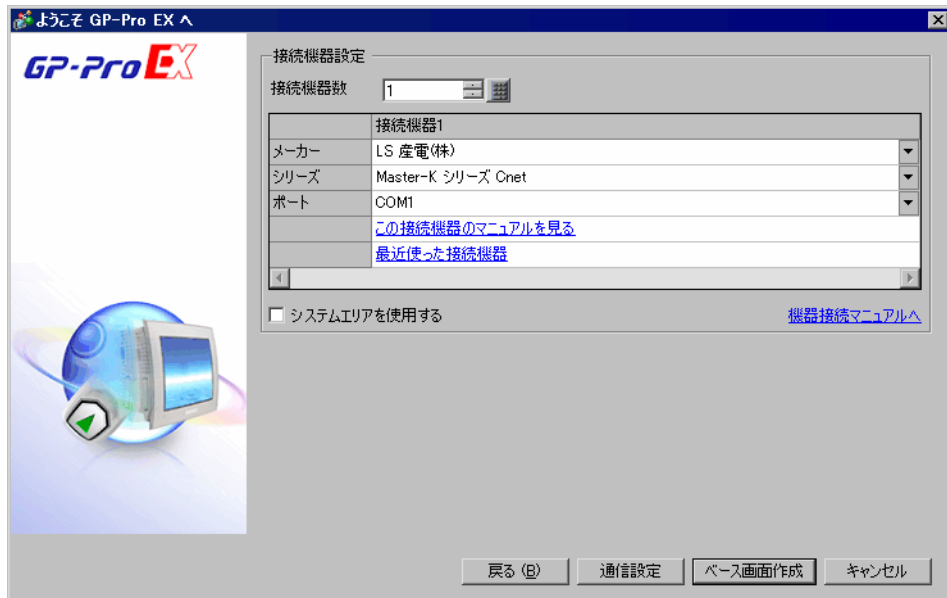 ようこそ GP-Pro EX へ
GP-Pro EX
接続機器設定
接続機器数 1
接続機器1
メーカー LS 産電(株)
シリーズ Master-K シリーズ Cnet
ポート COM1
この接続機器のマニュアルを見る
最近使った接続機器
システムエリアを使用する 機器接続マニュアルへ
戻る (B) 通信設定 ベース画面作成 キャンセル